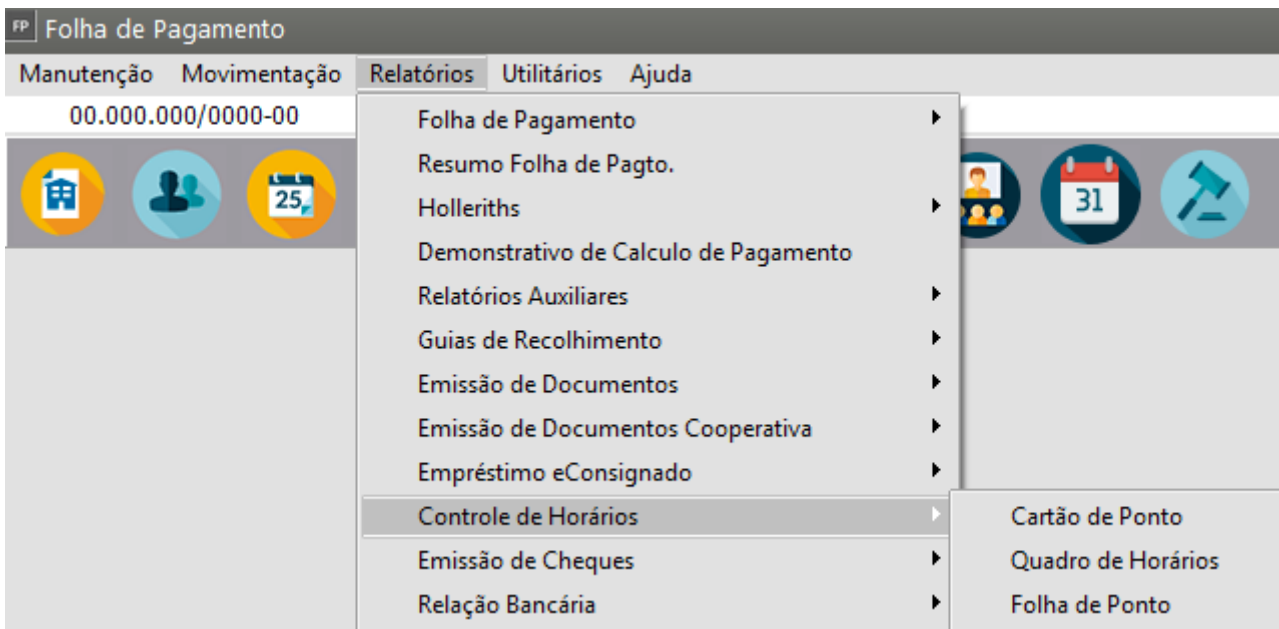 FP Folha de Pagamento
Manutenção Movimentação Relatórios Utilitários Ajuda
00.000.000/0000-00
25
31
Folha de Pagamento
Resumo Folha de Pagto.
Holleriths
Demonstrativo de Calculo de Pagamento
Relatórios Auxiliares
Guias de Recolhimento
Emissão de Documentos
Emissão de Documentos Cooperativa
Empréstimo eConsignado
Controle de Horários
Emissão de Cheques
Relação Bancária
Cartão de Ponto
Quadro de Horários
Folha de Ponto